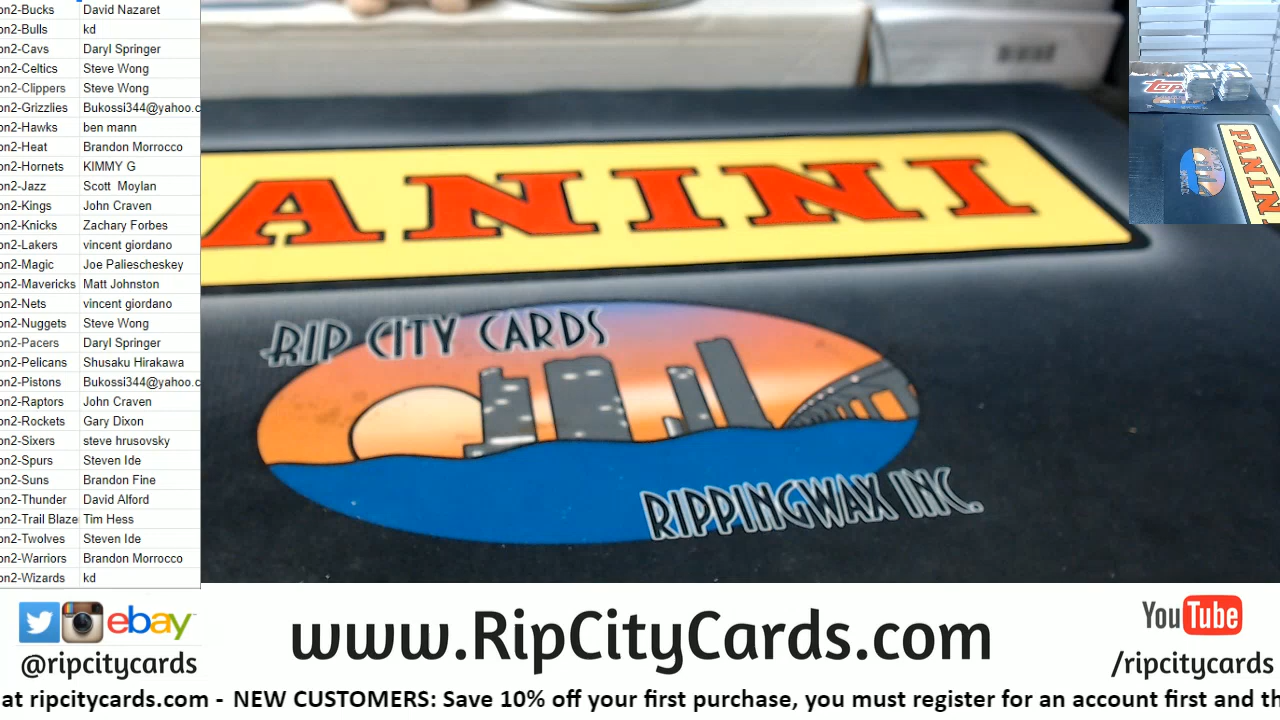 on2-Bucks David Nazaret
on2-Bulls kd
on2-Cavs Daryl Springer
on2-Celtics Steve Wong
on2-Clippers Steve Wong
on2-Grizzlies Bukossi344@yahoo.c
on2-Hawks ben mann
on2-Heat Brandon Morrocco
on2-Hornets KIMMY G
on2-Jazz Scott Moylan
on2-Kings John Craven
on2-Knicks Zachary Forbes
on2-Lakers vincent giordano
on2-Magic Joe Paliescheskey
on2-Mavericks Matt Johnston
on2-Nets vincent giordano
on2-Nuggets Steve Wong
on2-Pacers Daryl Springer
on2-Pelicans Shusaku Hirakawa
on2-Pistons Bukossi344@yahoo.c
on2-Raptors John Craven
on2-Rockets Gary Dixon
on2-Sixers steve hrusovsky
on2-Spurs Steven Ide
on2-Suns Brandon Fine
on2-Thunder David Alford
on2-Trail Blaze Tim Hess
on2-Twolves Steven Ide
on2-Warriors Brandon Morrocco
on2-Wizards kd
ANINI
RIP CITY CARDS
RIPPINGWAX INC.
PANIN
ebay
@ripcitycards
www.RipCityCards.com
YouTube
/ripcitycards
at ripcitycards.com - NEW CUSTOMERS: Save 10% off your first purchase, you must register for an account first and th